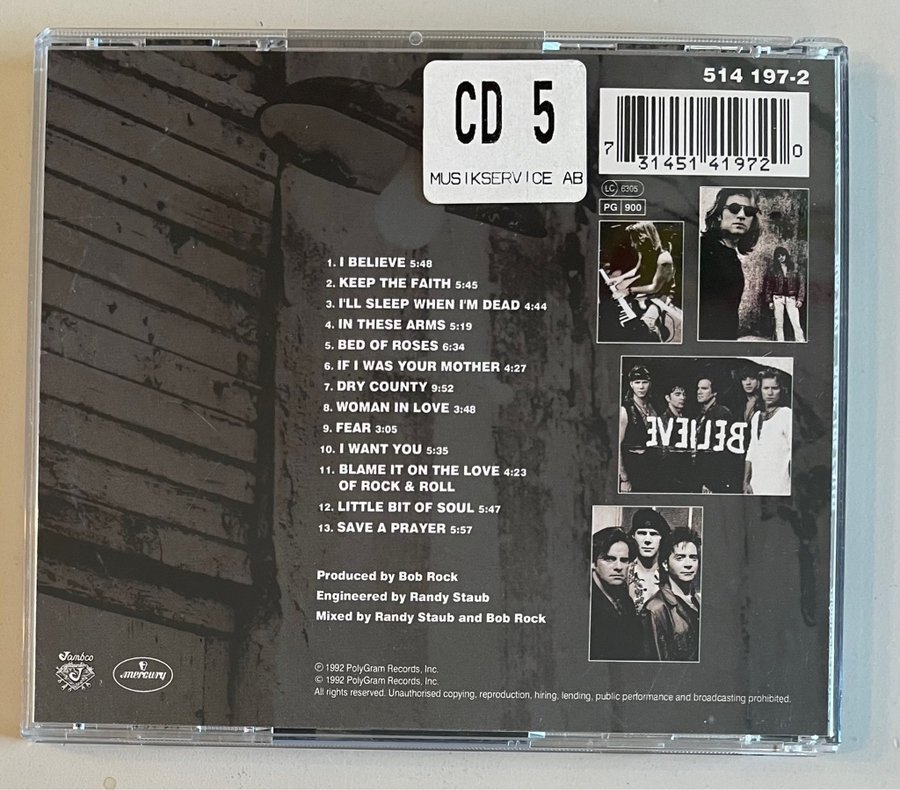 514 197-2
CD 5
MUSIKSERVICE AB
7 31451 41972 0
LC 6305
PG 900
1. I BELIEVE 5:48
2. KEEP THE FAITH 5:45
3. I'LL SLEEP WHEN I'M DEAD 4:44
4. IN THESE ARMS 5:19
5. BED OF ROSES 6:34
6. IF I WAS YOUR MOTHER 4:27
7. DRY COUNTY 9:52
8. WOMAN IN LOVE 3:48
9. FEAR 3:05
10. I WANT YOU 5:35
11. BLAME IT ON THE LOVE 4:23
OF ROCK & ROLL
12. LITTLE BIT OF SOUL 5:47
13. SAVE A PRAYER 5:57
I BELIEVE
Produced by Bob Rock
Engineered by Randy Staub
Mixed by Randy Staub and Bob Rock
Jambco
J
mercury
℗ 1992 PolyGram Records, Inc.
© 1992 PolyGram Records, Inc.
All rights reserved. Unauthorised copying, reproduction, hiring, lending, public performance and broadcasting prohibited.